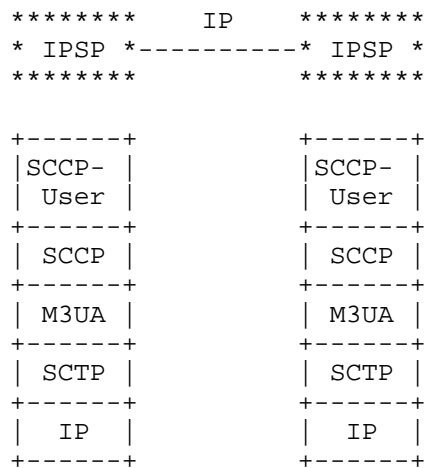 ********      IP      ********
* IPSP *----------* IPSP *
********              ********
+------+              +------+
|SCCP- |              |SCCP- |
| User |              | User |
+------+              +------+
| SCCP |              | SCCP |
+------+              +------+
| M3UA |              | M3UA |
+------+              +------+
| SCTP |              | SCTP |
+------+              +------+
|  IP  |              |  IP  |
+------+              +------+